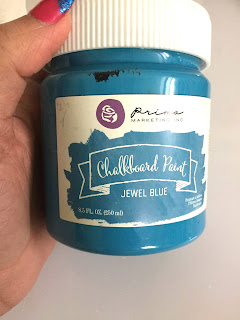 prima
MARKETING INC
Chalkboard Paint
JEWEL BLUE
8.5 FL. OZ. (250 ml)